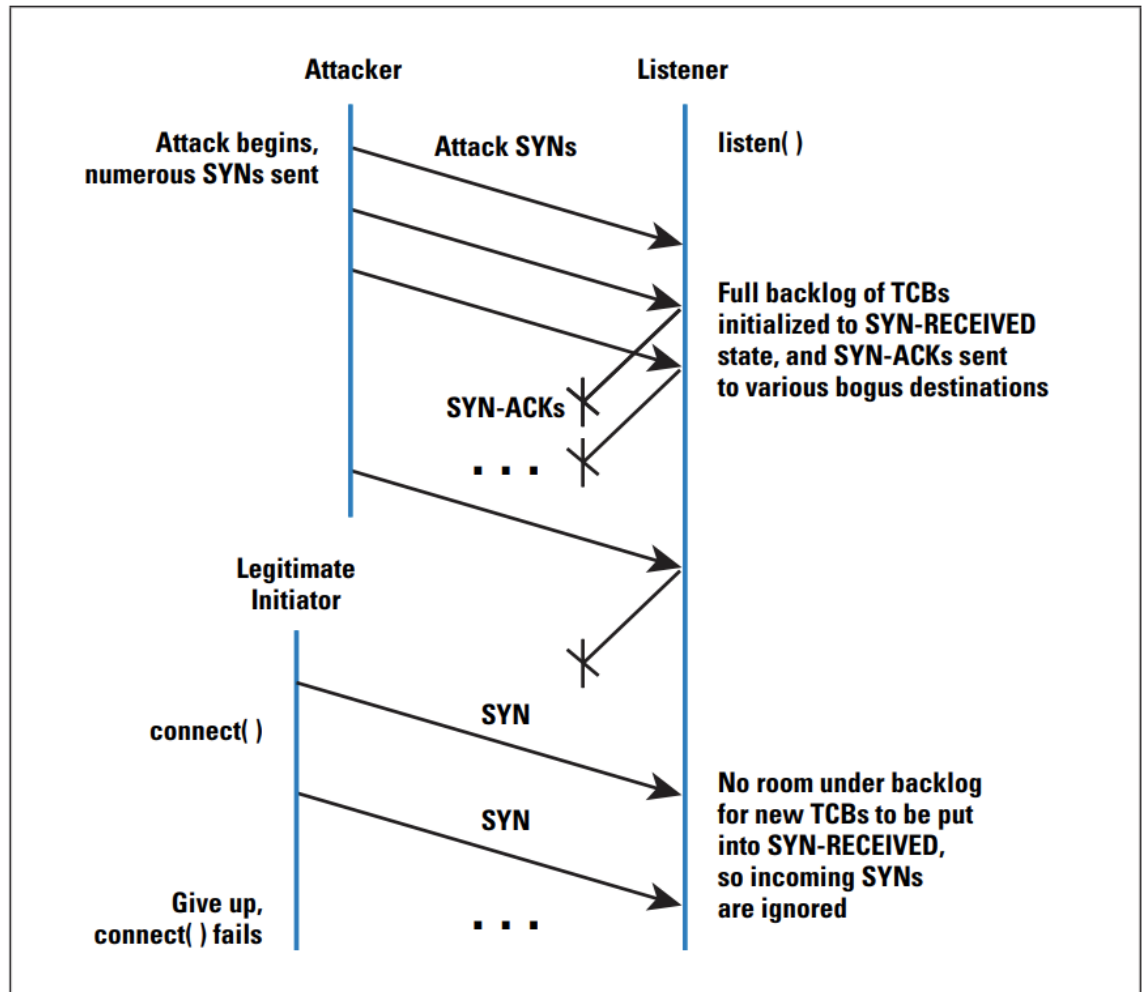 Attacker
Listener
Attack begins,
numerous SYNs sent
Attack SYNs
listen( )
Full backlog of TCBs
initialized to SYN-RECEIVED
state, and SYN-ACKs sent
to various bogus destinations
SYN-ACKs
. . .
Legitimate
Initiator
connect( )
SYN
SYN
No room under backlog
for new TCBs to be put
into SYN-RECEIVED,
so incoming SYNs
are ignored
Give up,
connect( ) fails
. . .